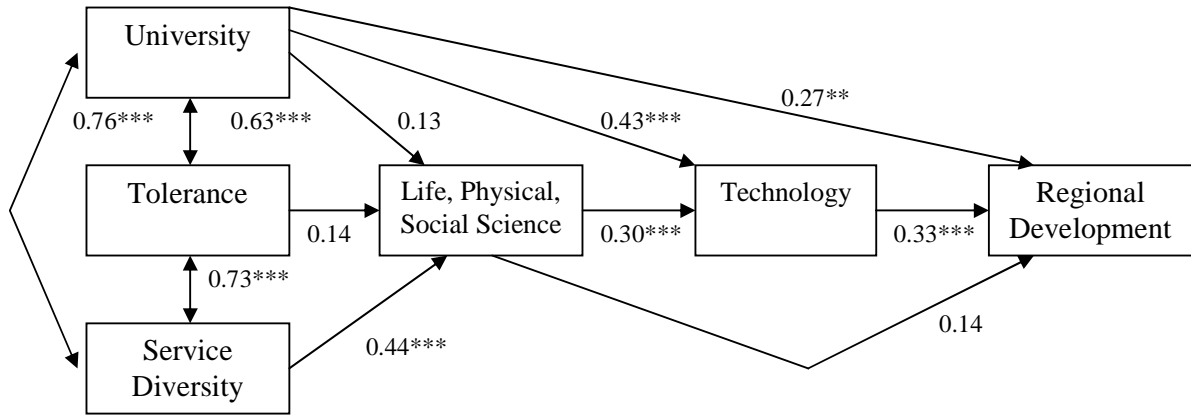 University
0.27**
0.76***
0.63***
0.13
0.43***
Tolerance
Life, Physical,
Social Science
Technology
Regional
Development
0.14
0.30***
0.33***
0.73***
0.14
0.44***
Service
Diversity